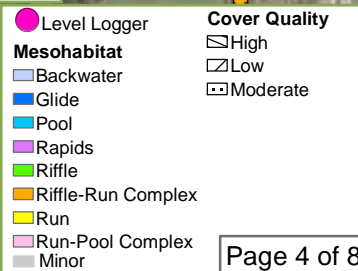 Level Logger
Mesohabitat
Backwater
Glide
Pool
Rapids
Riffle
Riffle-Run Complex
Run
Run-Pool Complex
Minor
Cover Quality
High
Low
Moderate
Page 4 of 8